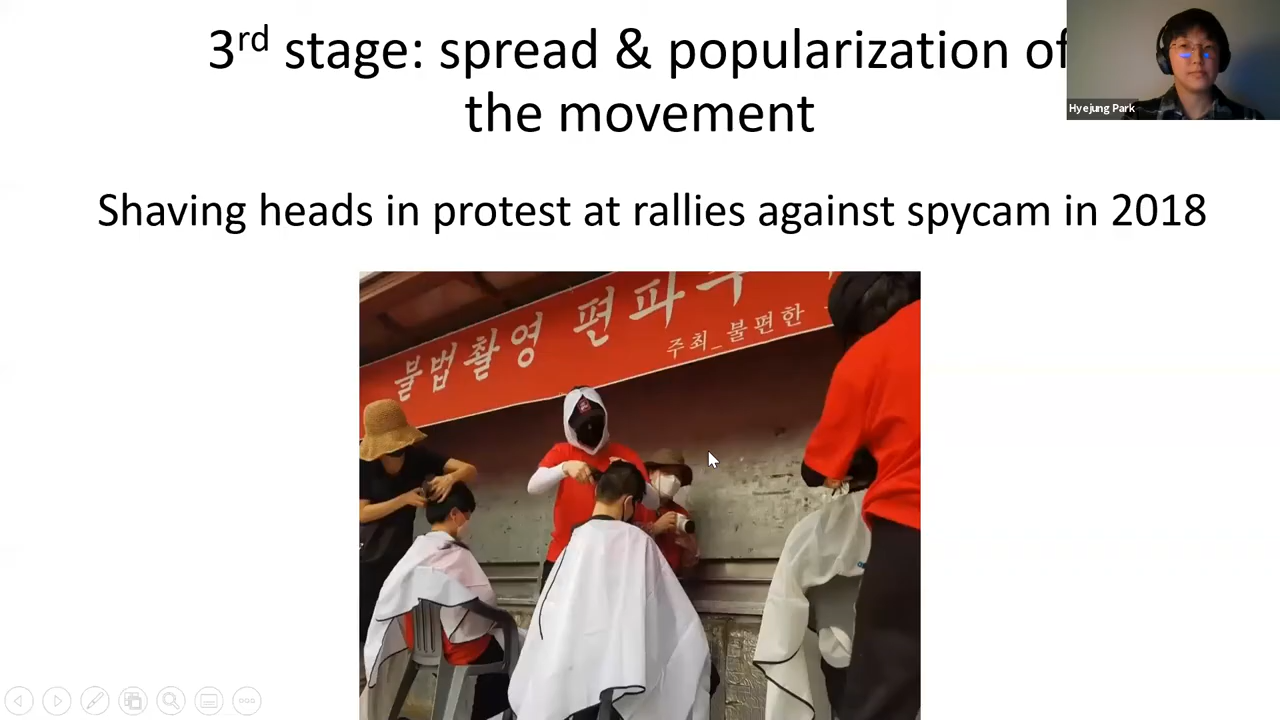 3rd stage: spread & popularization of
the movement
Hyejung Park
Shaving heads in protest at rallies against spycam in 2018
불법촬영 편파수
주최_불편한